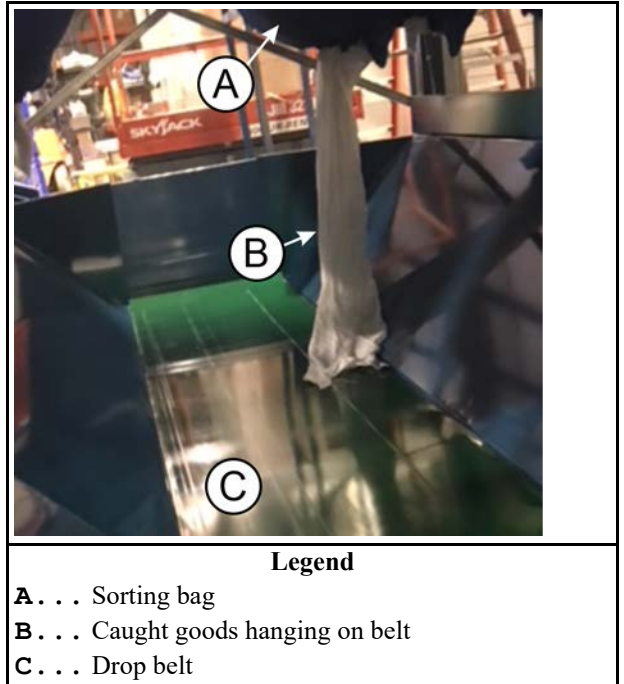 A
SKYJACK
B
C
Legend
A... Sorting bag
B... Caught goods hanging on belt
C... Drop belt